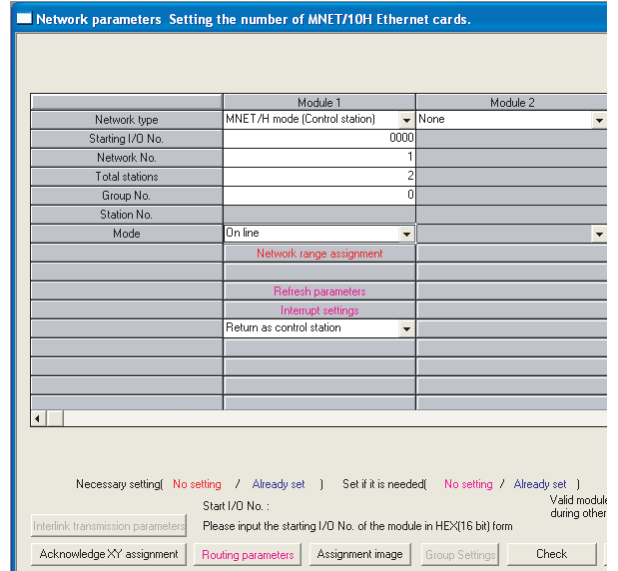 Network parameters Setting the number of MNET/10H Ethernet cards.
Module 1 Module 2
Network type MNET/H mode (Control station) None
Starting I/O No. 0000
Network No. 1
Total stations 2
Group No. 0
Station No.
Mode On line
Network range assignment
Refresh parameters
Interrupt settings
Return as control station
Necessary setting( No setting / Already set ) Set if it is needed( No setting / Already set )
Start I/O No. : Valid module
during other
Interlink transmission parameters Please input the starting I/O No. of the module in HEX(16 bit) form
Acknowledge XY assignment Routing parameters Assignment image Group Settings Check